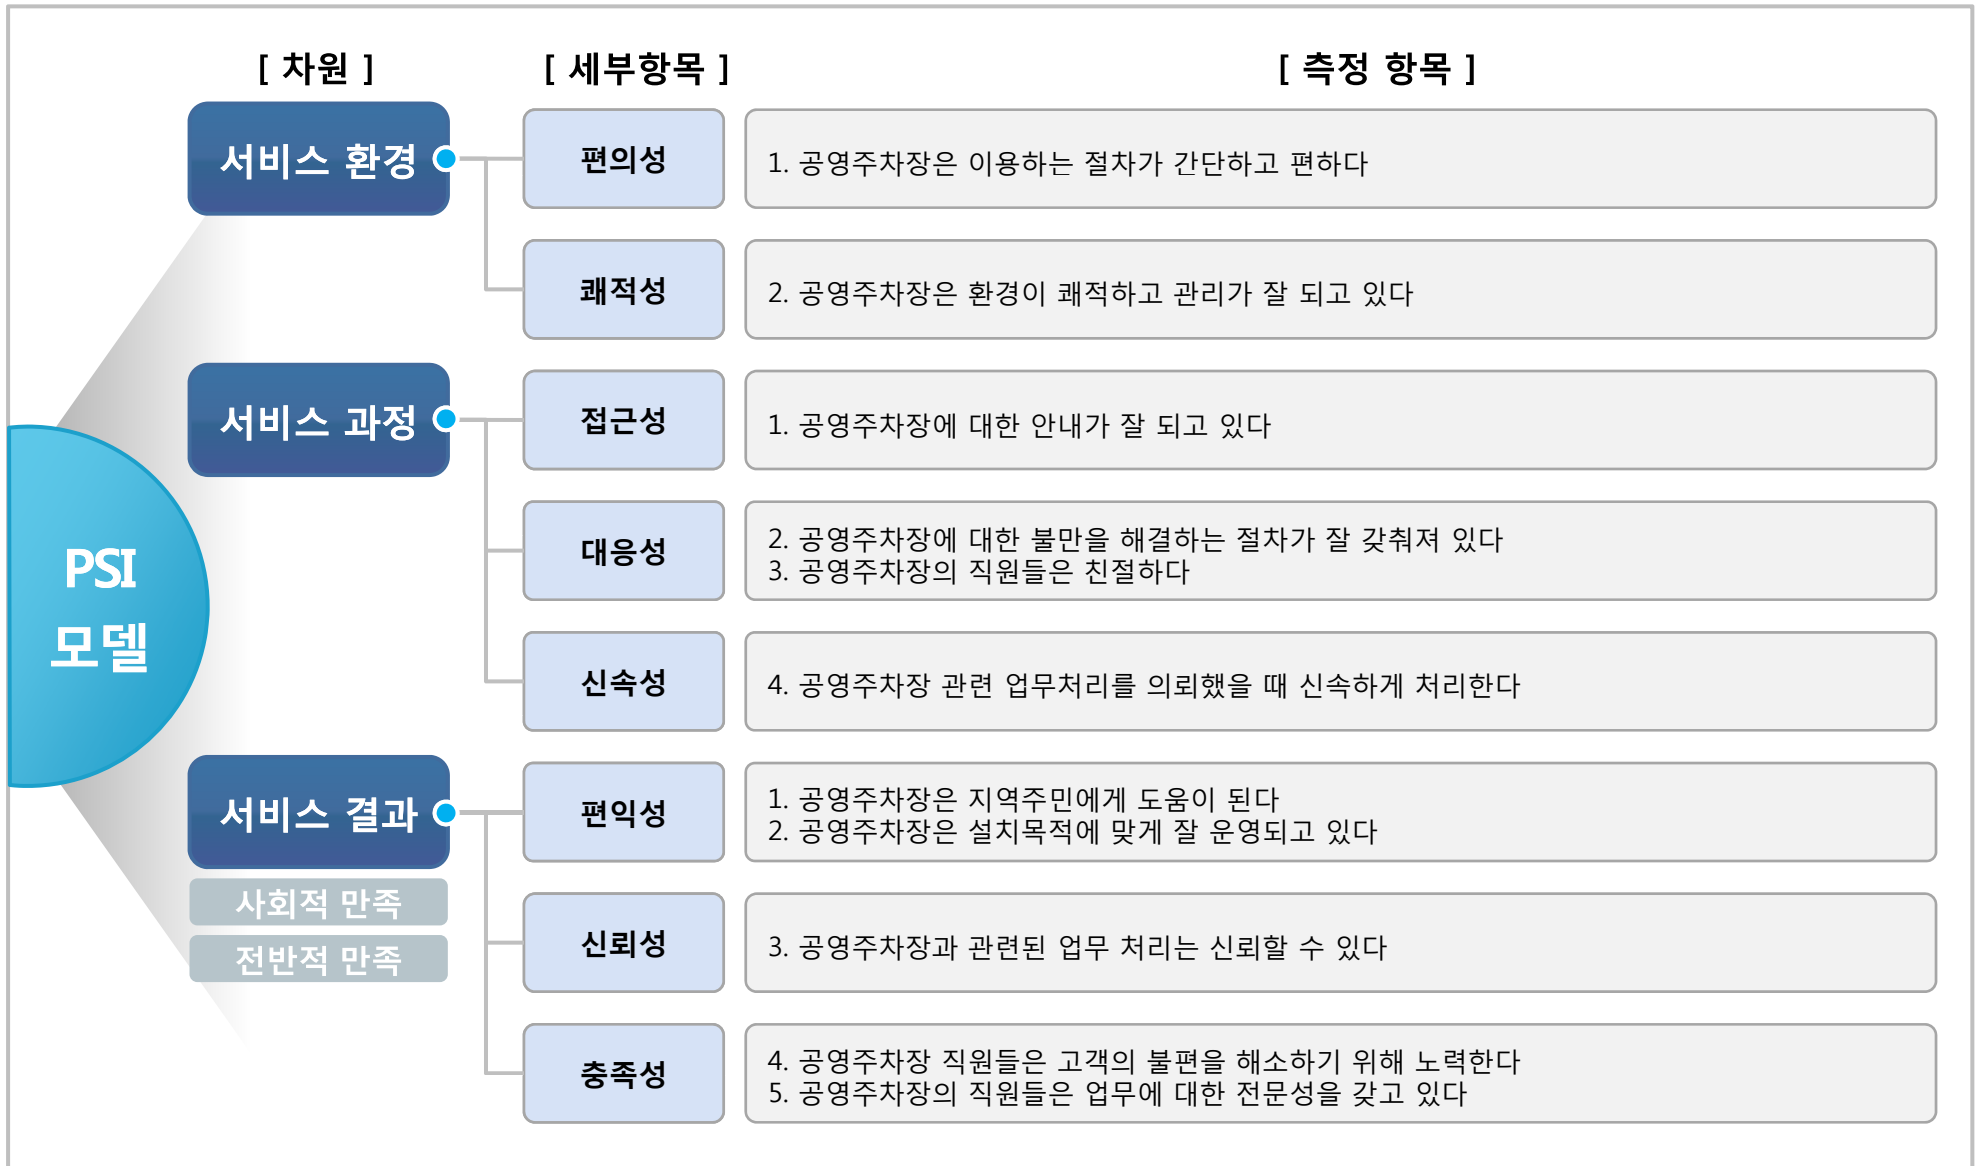 [ 차원 ]
[ 세부항목 ]
[ 측정 항목 ]
서비스 환경
편의성
1. 공영주차장은 이용하는 절차가 간단하고 편하다
쾌적성
2. 공영주차장은 환경이 쾌적하고 관리가 잘 되고 있다
서비스 과정
접근성
1. 공영주차장에 대한 안내가 잘 되고 있다
대응성
2. 공영주차장에 대한 불만을 해결하는 절차가 잘 갖춰져 있다
3. 공영주차장의 직원들은 친절하다
신속성
4. 공영주차장 관련 업무처리를 의뢰했을 때 신속하게 처리한다
PSI
모델
서비스 결과
편익성
1. 공영주차장은 지역주민에게 도움이 된다
2. 공영주차장은 설치목적에 맞게 잘 운영되고 있다
사회적 만족
전반적 만족
신뢰성
3. 공영주차장과 관련된 업무 처리는 신뢰할 수 있다
충족성
4. 공영주차장 직원들은 고객의 불편을 해소하기 위해 노력한다
5. 공영주차장의 직원들은 업무에 대한 전문성을 갖고 있다